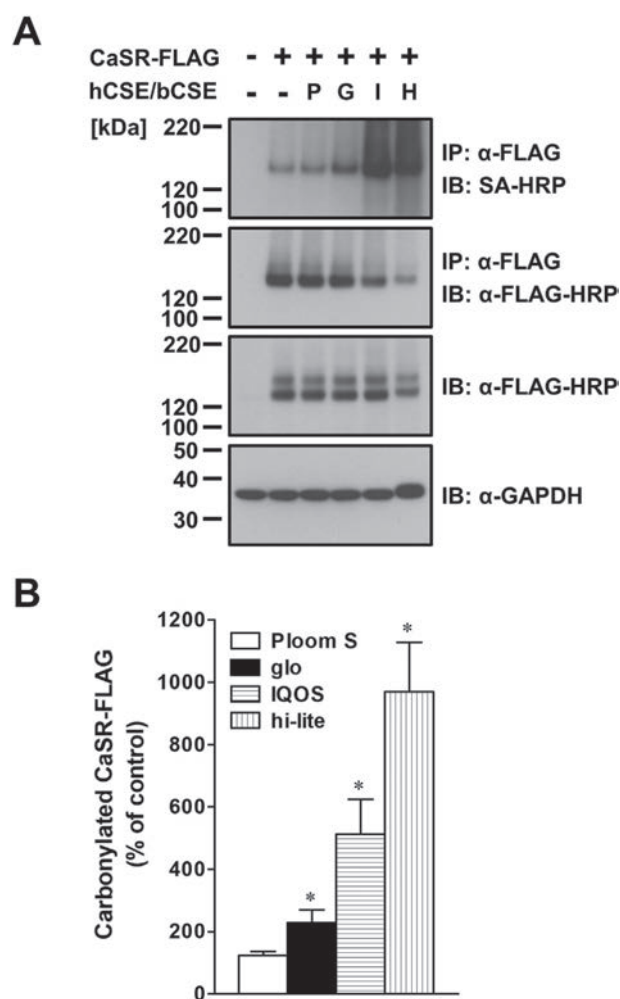 A
CaSR-FLAG - + + + + +
hCSE/bCSE - - P G I H
[kDa]
220
120
100
IP: α-FLAG
IB: SA-HRP
220
120
100
IP: α-FLAG
IB: α-FLAG-HRP
220
120
100
IB: α-FLAG-HRP
50
40
30
IB: α-GAPDH
B
Carbonylated CaSR-FLAG
(% of control)
1200
1000
800
600
400
200
0
Ploom S
glo
IQOS
hi-lite
*
*
*